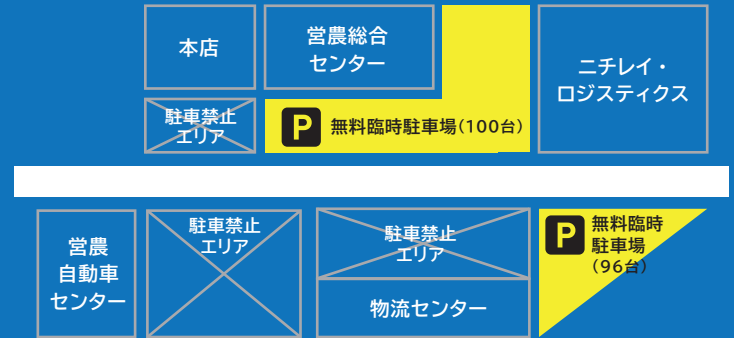 本店
営農総合
センター
ニチレイ・
ロジスティクス
駐車禁止
エリア
P 無料臨時駐車場(100台)
営農
自動車
センター
駐車禁止
エリア
駐車禁止
エリア
物流センター
P 無料臨時
駐車場
(96台)